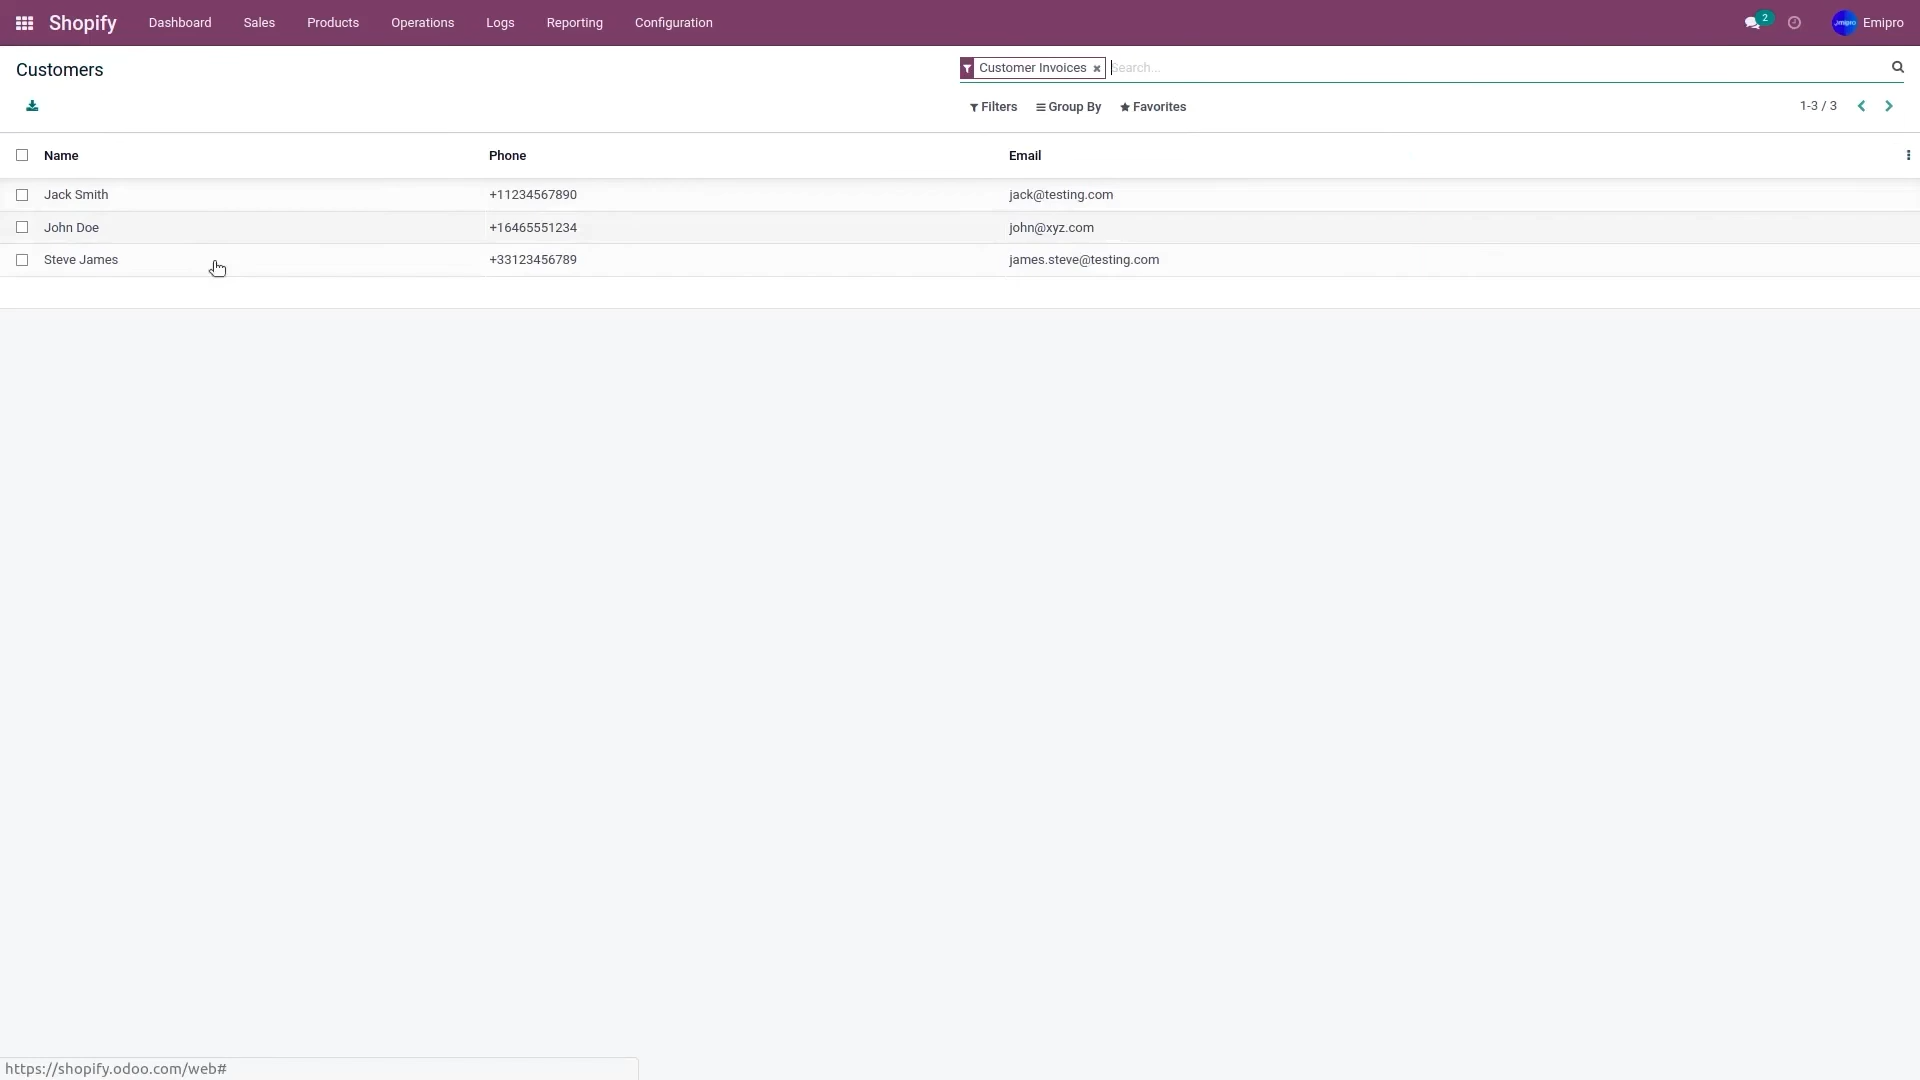 Shopify Dashboard Sales Products Operations Logs Reporting Configuration 2 Emipro
Customers
Customer Invoices Search...
Filters Group By Favorites 1-3 / 3
Name Phone Email
Jack Smith +11234567890 jack@testing.com
John Doe +16465551234 john@xyz.com
Steve James +33123456789 james.steve@testing.com
https://shopify.odoo.com/web#